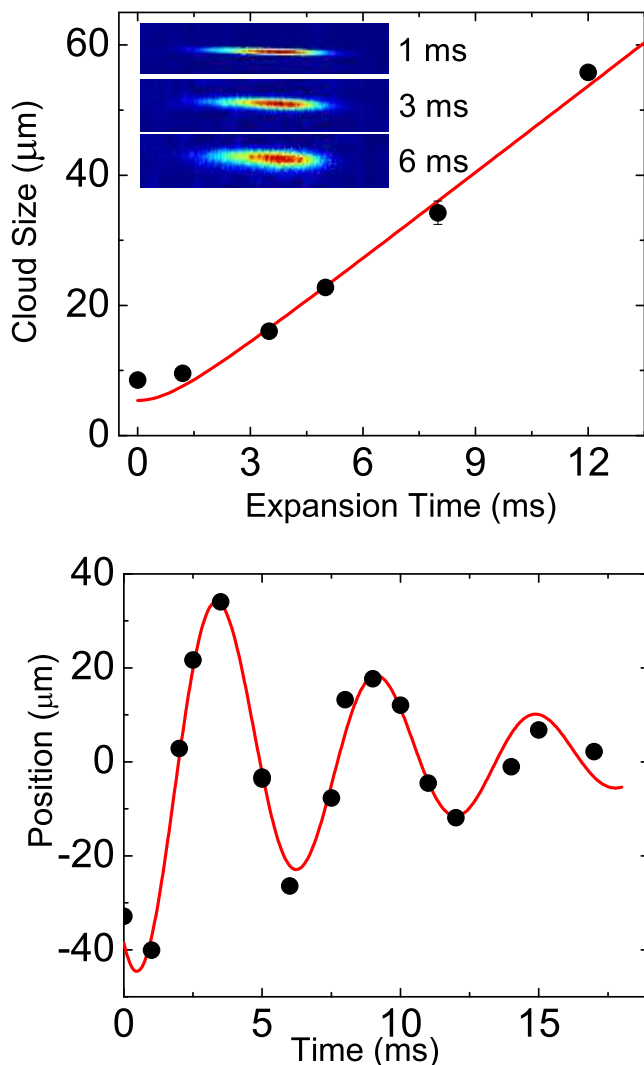 60
40
20
0
Cloud Size (μm)
1 ms
3 ms
6 ms
0 3 6 9 12
Expansion Time (ms)
40
20
0
-20
-40
Position (μm)
0 5 10 15
Time (ms)